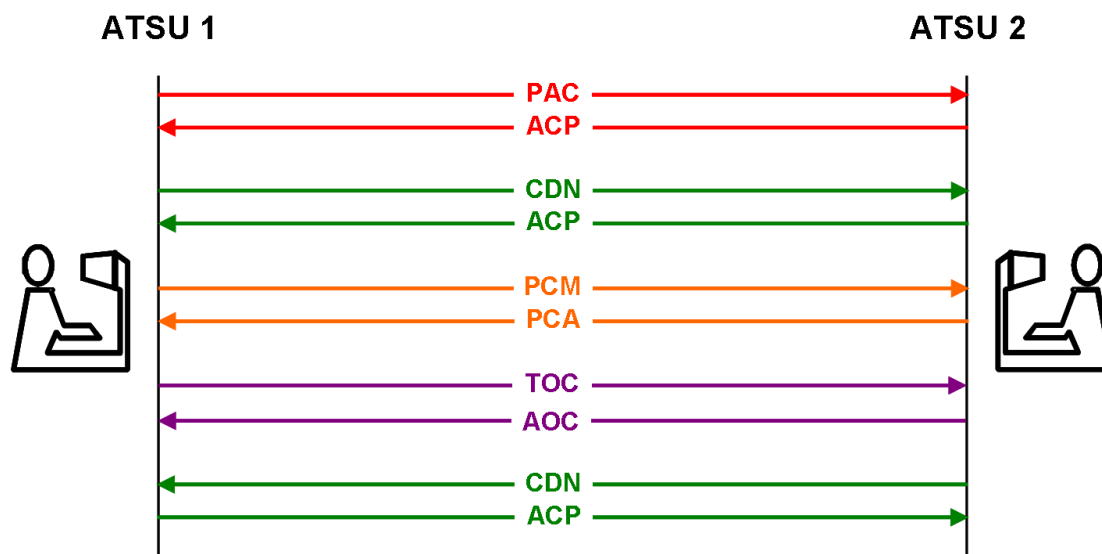 ATSU 1
ATSU 2
PAC
ACP
CDN
ACP
PCM
PCA
TOC
AOC
CDN
ACP